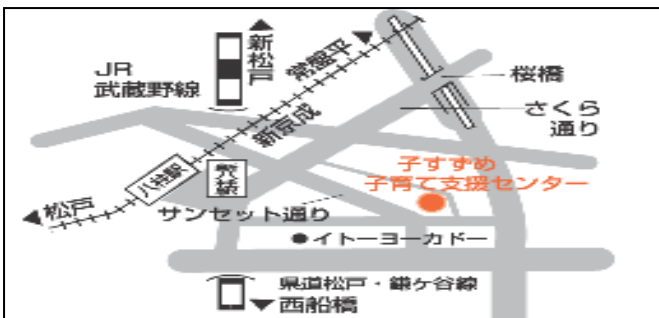 新松戸
常盤平
JR
武蔵野線
新京成
桜橋
さくら
通り
子すずめ
子育て支援センター
八柱駅
松戸
サンセット通り
●イトーヨーカドー
県道松戸・鎌ケ谷線
西船橋